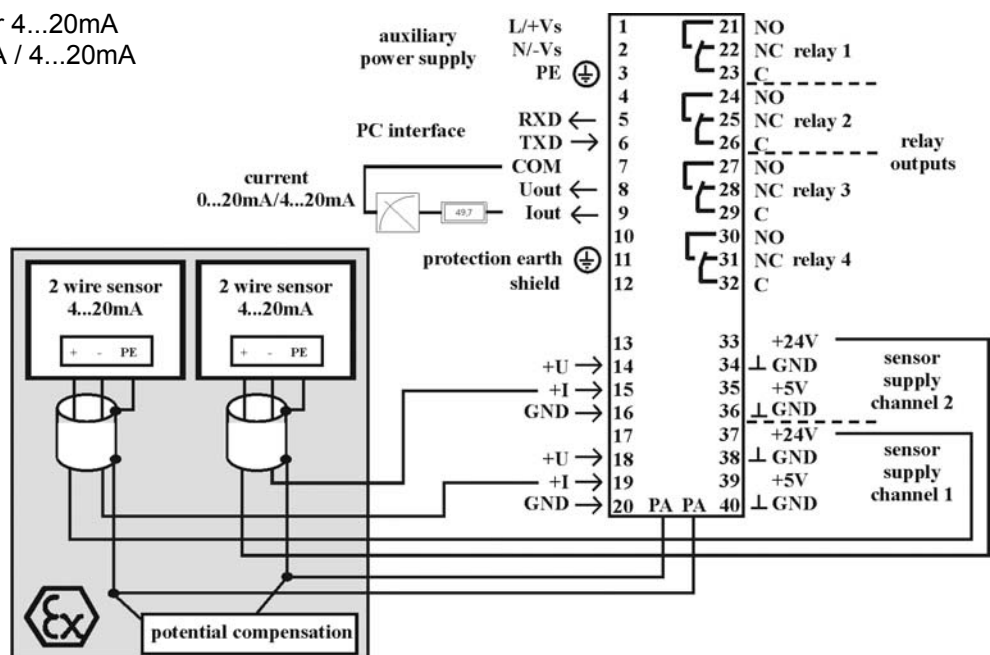 4...20mA
/ 4...20mA
auxiliary
power supply
L/+Vs
N/-Vs
PE
PC interface
RXD
TXD
COM
Uout
Iout
current
0...20mA/4...20mA
49,7
protection earth
shield
1
2
3
4
5
6
7
8
9
10
11
12
21 NO
22 NC relay 1
23 C
24 NO
25 NC relay 2
26 C
27 NO
28 NC relay 3
29 C
30 NO
31 NC relay 4
32 C
relay
outputs
2 wire sensor
4...20mA
+ - PE
2 wire sensor
4...20mA
+ - PE
+U
+I
GND
+U
+I
GND
13
14
15
16
17
18
19
20 PA PA
33 +24V
34 ⊥ GND
35 +5V
36 ⊥ GND
37 +24V
38 ⊥ GND
39 +5V
40 ⊥ GND
sensor
supply
channel 2
sensor
supply
channel 1
Ex
potential compensation